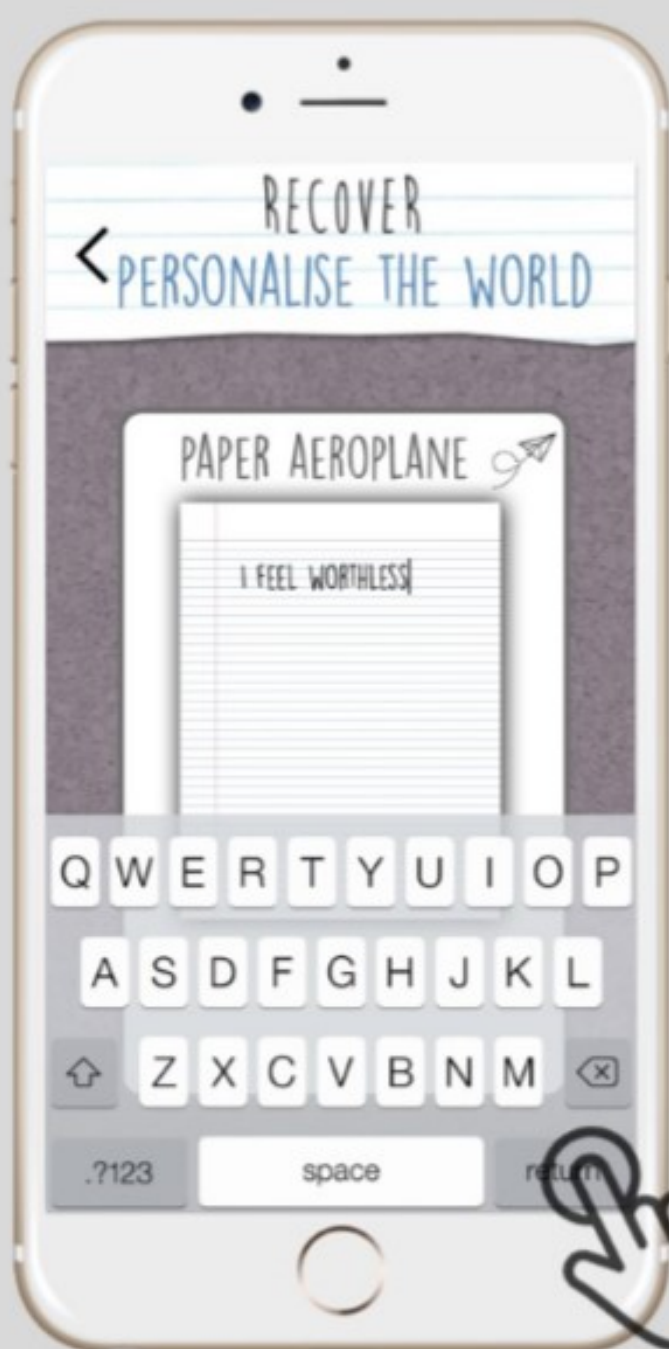 RECOVER
PERSONALISE THE WORLD
PAPER AEROPLANE
I FEEL WORTHLESS
Q W E R T Y U I O P
A S D F G H J K L
Z X C V B N M
.?123 space return